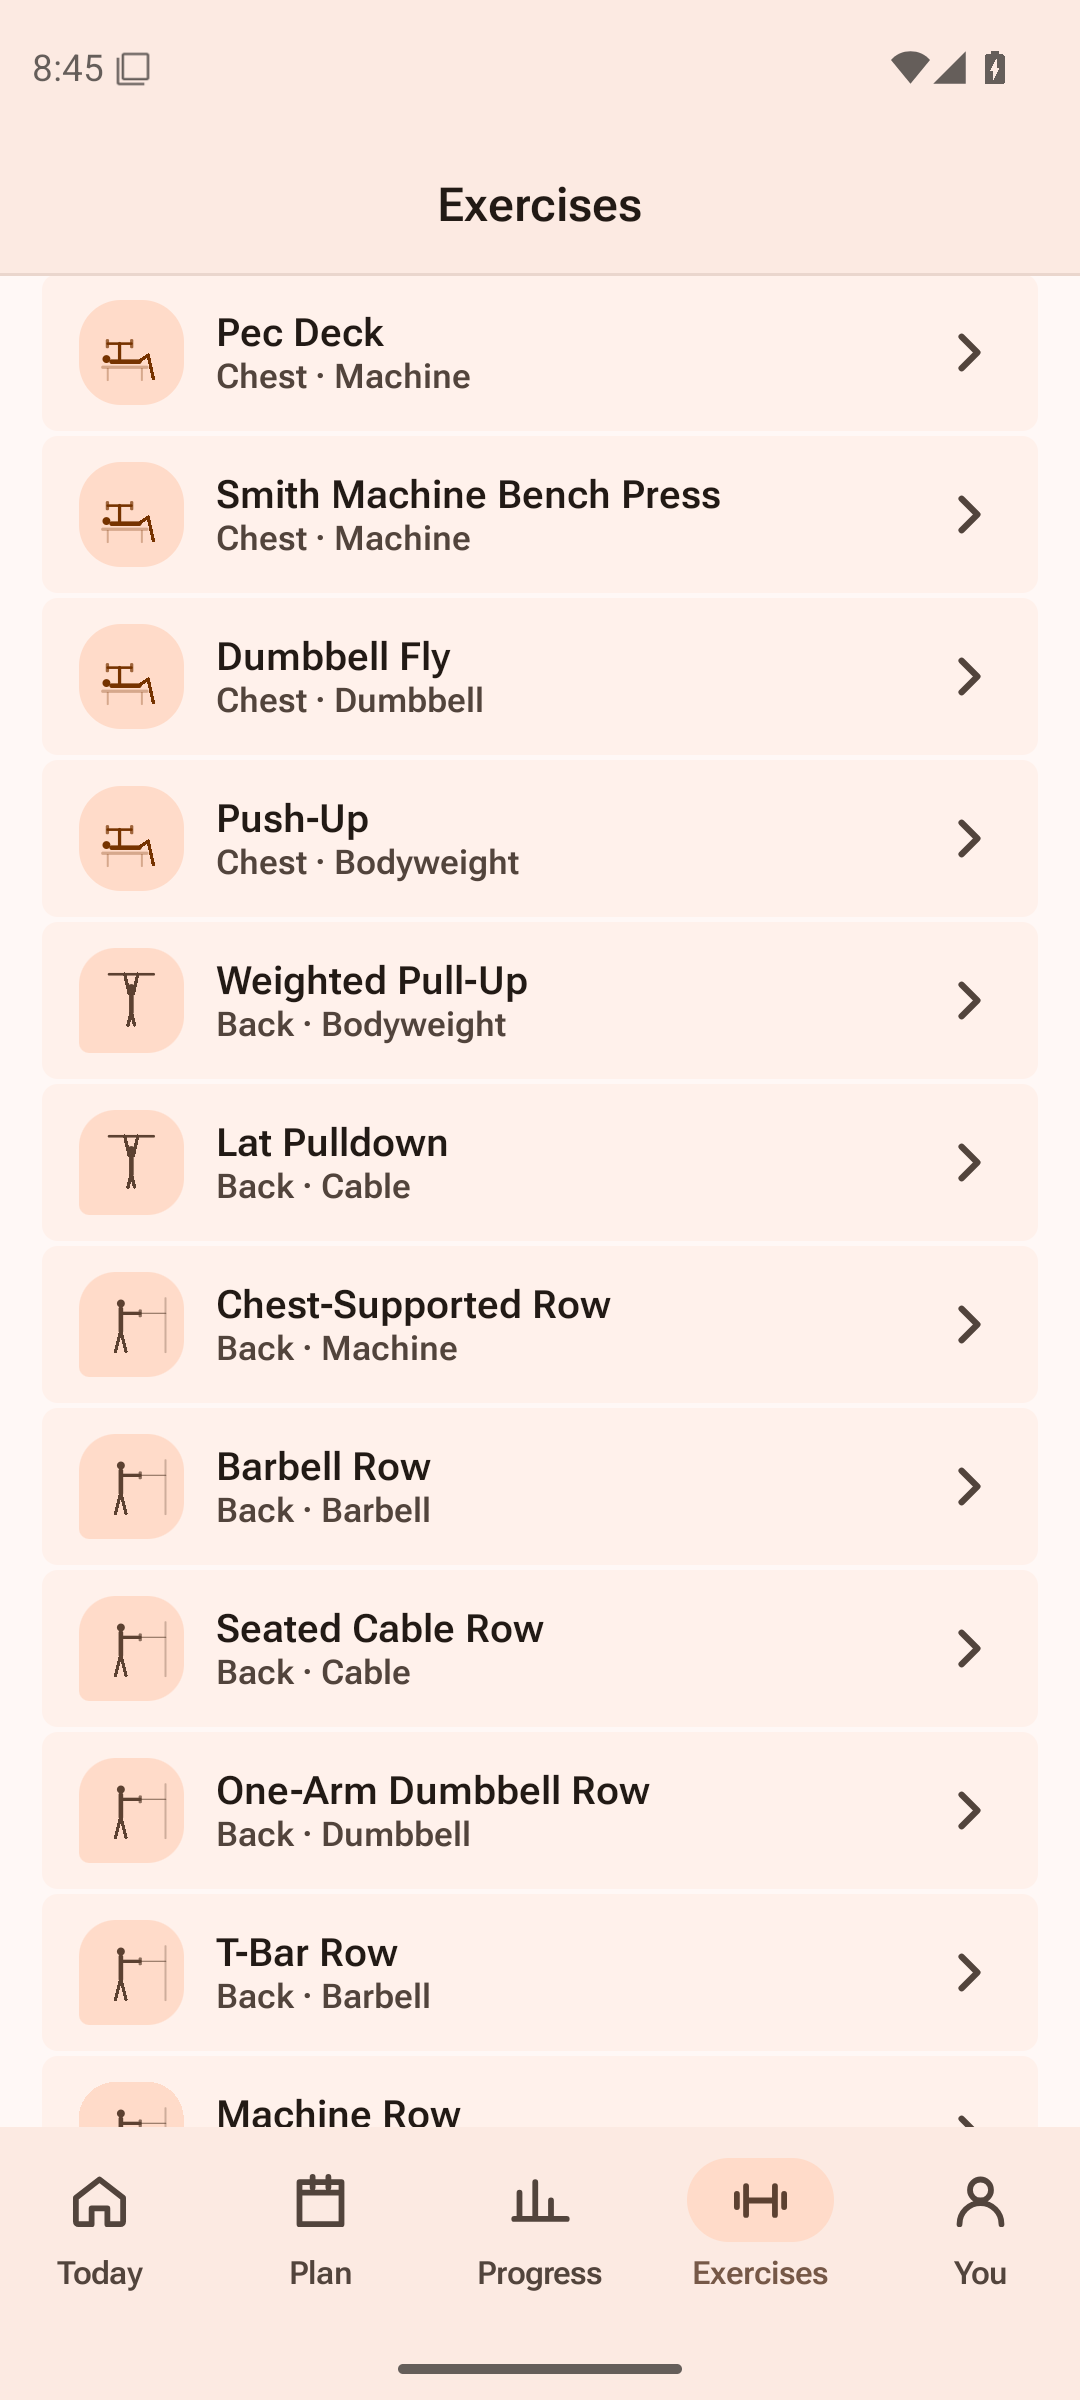 8:45
Exercises
Pec Deck
Chest · Machine
Smith Machine Bench Press
Chest · Machine
Dumbbell Fly
Chest · Dumbbell
Push-Up
Chest · Bodyweight
Weighted Pull-Up
Back · Bodyweight
Lat Pulldown
Back · Cable
Chest-Supported Row
Back · Machine
Barbell Row
Back · Barbell
Seated Cable Row
Back · Cable
One-Arm Dumbbell Row
Back · Dumbbell
T-Bar Row
Back · Barbell
Machine Row
Today
Plan
Progress
Exercises
You